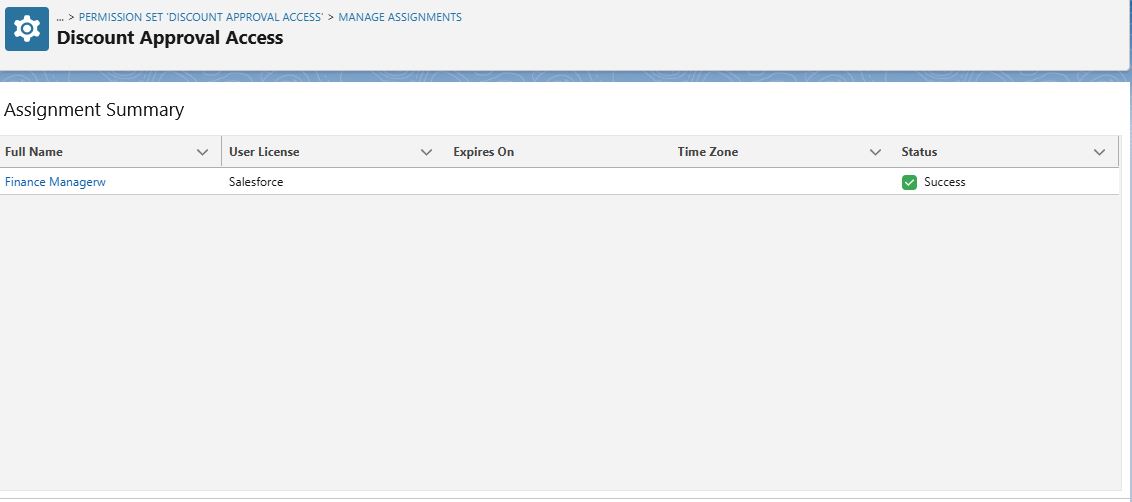 ... > PERMISSION SET 'DISCOUNT APPROVAL ACCESS' > MANAGE ASSIGNMENTS
Discount Approval Access
Assignment Summary
Full Name User License Expires On Time Zone Status
Finance Managerw Salesforce Success